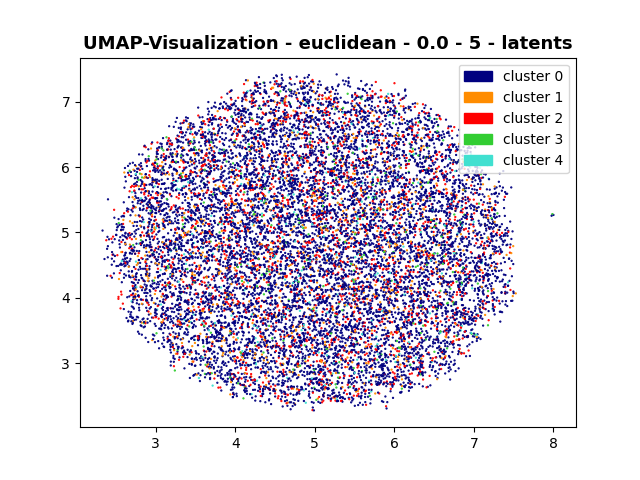 UMAP-Visualization - euclidean - 0.0 - 5 - latents
cluster 0
cluster 1
cluster 2
cluster 3
cluster 4
7
6
5
4
3
3 4 5 6 7 8